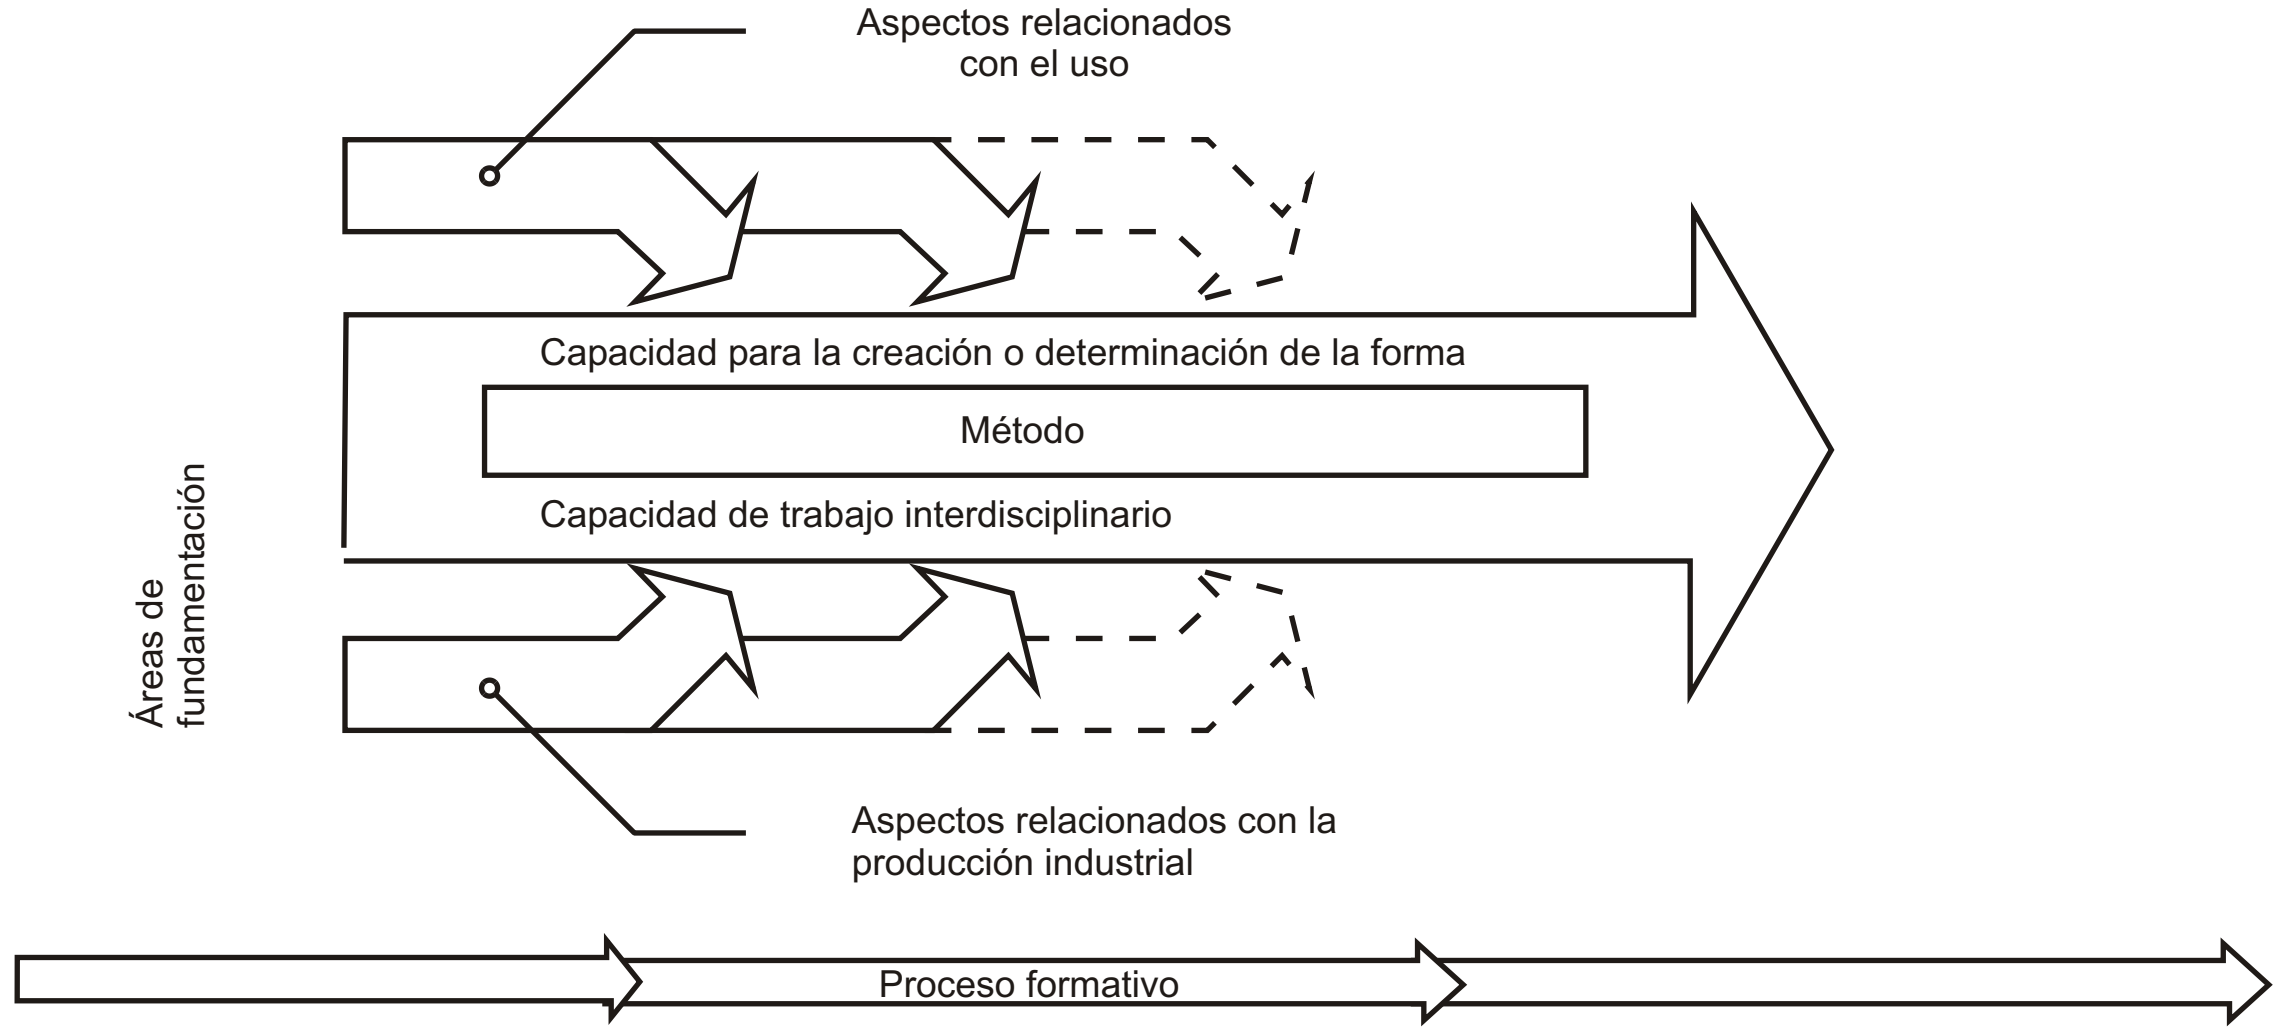 Aspectos relacionados
con el uso
Capacidad para la creación o determinación de la forma
Método
Capacidad de trabajo interdisciplinario
Áreas de
fundamentación
Aspectos relacionados con la
producción industrial
Proceso formativo